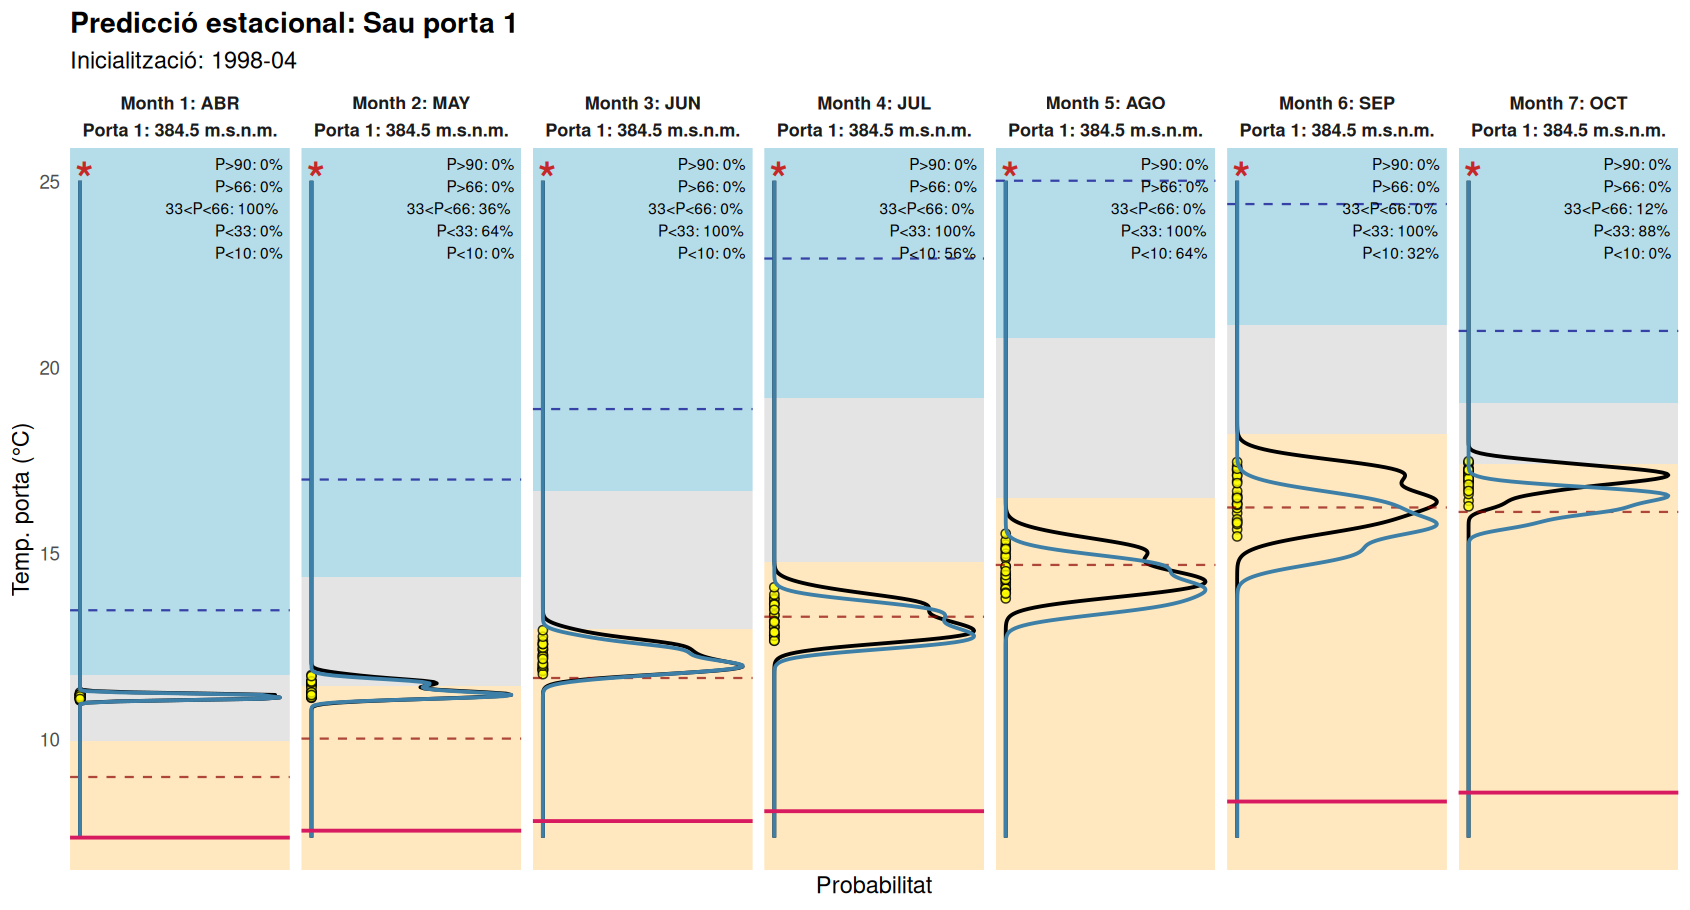 Predicció estacional: Sau porta 1
Inicialització: 1998-04
Month 1: ABR
Porta 1: 384.5 m.s.n.m.
Month 2: MAY
Porta 1: 384.5 m.s.n.m.
Month 3: JUN
Porta 1: 384.5 m.s.n.m.
Month 4: JUL
Porta 1: 384.5 m.s.n.m.
Month 5: AGO
Porta 1: 384.5 m.s.n.m.
Month 6: SEP
Porta 1: 384.5 m.s.n.m.
Month 7: OCT
Porta 1: 384.5 m.s.n.m.
*
P>90: 0%
P>66: 0%
33<P<66: 100%
P<33: 0%
P<10: 0%
*
P>90: 0%
P>66: 0%
33<P<66: 36%
P<33: 64%
P<10: 0%
*
P>90: 0%
P>66: 0%
33<P<66: 0%
P<33: 100%
P<10: 0%
*
P>90: 0%
P>66: 0%
33<P<66: 0%
P<33: 100%
P<10: 56%
*
P>90: 0%
P>66: 0%
33<P<66: 0%
P<33: 100%
P<10: 64%
*
P>90: 0%
P>66: 0%
33<P<66: 0%
P<33: 100%
P<10: 32%
*
P>90: 0%
P>66: 0%
33<P<66: 12%
P<33: 88%
P<10: 0%
25
20
15
10
Temp. porta (°C)
Probabilitat